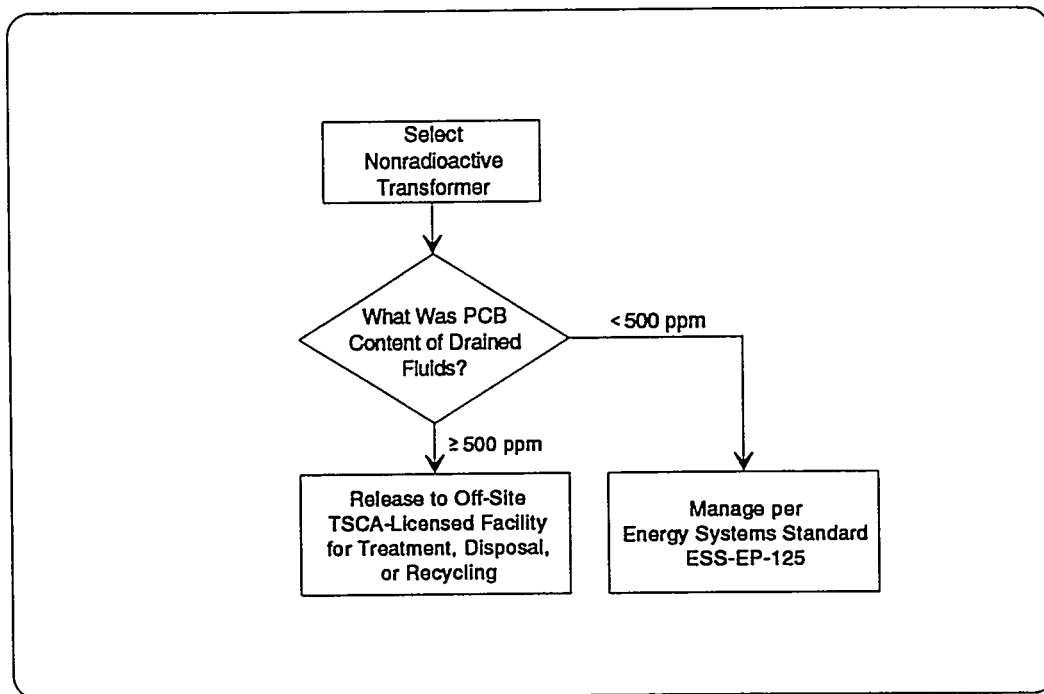 Select
Nonradioactive
Transformer
What Was PCB
Content of Drained
Fluids?
<500 ppm
≥500 ppm
Release to Off-Site
TSCA-Licensed Facility
for Treatment, Disposal,
or Recycling
Manage per
Energy Systems Standard
ESS-EP-125